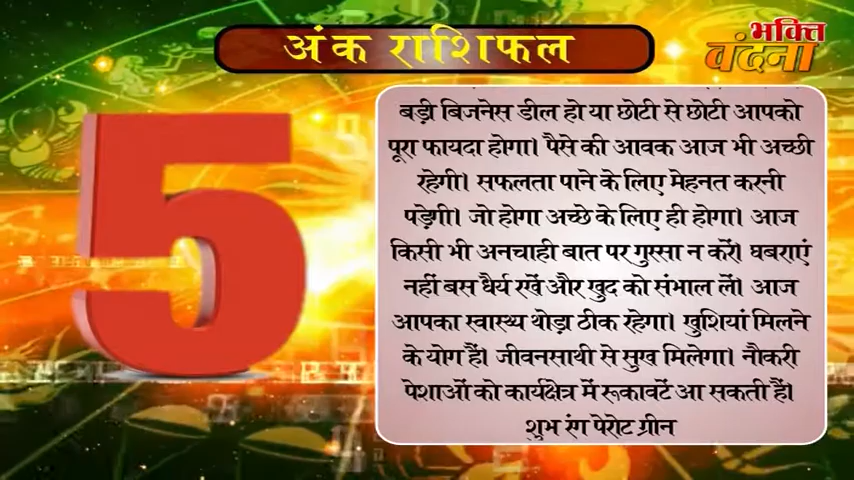 अंक राशिफल
भक्ति
वंदना
5
बड़ी बिजनेस डील हो या छोटी से छोटी आपको
पूरा फायदा होगा। पैसे की आवक आज भी अच्छी
रहेगी। सफलता पाने के लिए मेहनत करनी
पड़ेगी। जो होगा अच्छे के लिए ही होगा। आज
किसी भी अनचाही बात पर गुस्सा न करें। घबराएं
नहीं बस धैर्य रखें और खुद को संभाल लें। आज
आपका स्वास्थ्य थोड़ा ठीक रहेगा। खुशियां मिलने
के योग हैं। जीवनसाथी से सुख मिलेगा। नौकरी
पेशाओं को कार्यक्षेत्र में रूकावटें आ सकती हैं।
शुभ रंग पेरोट ग्रीन